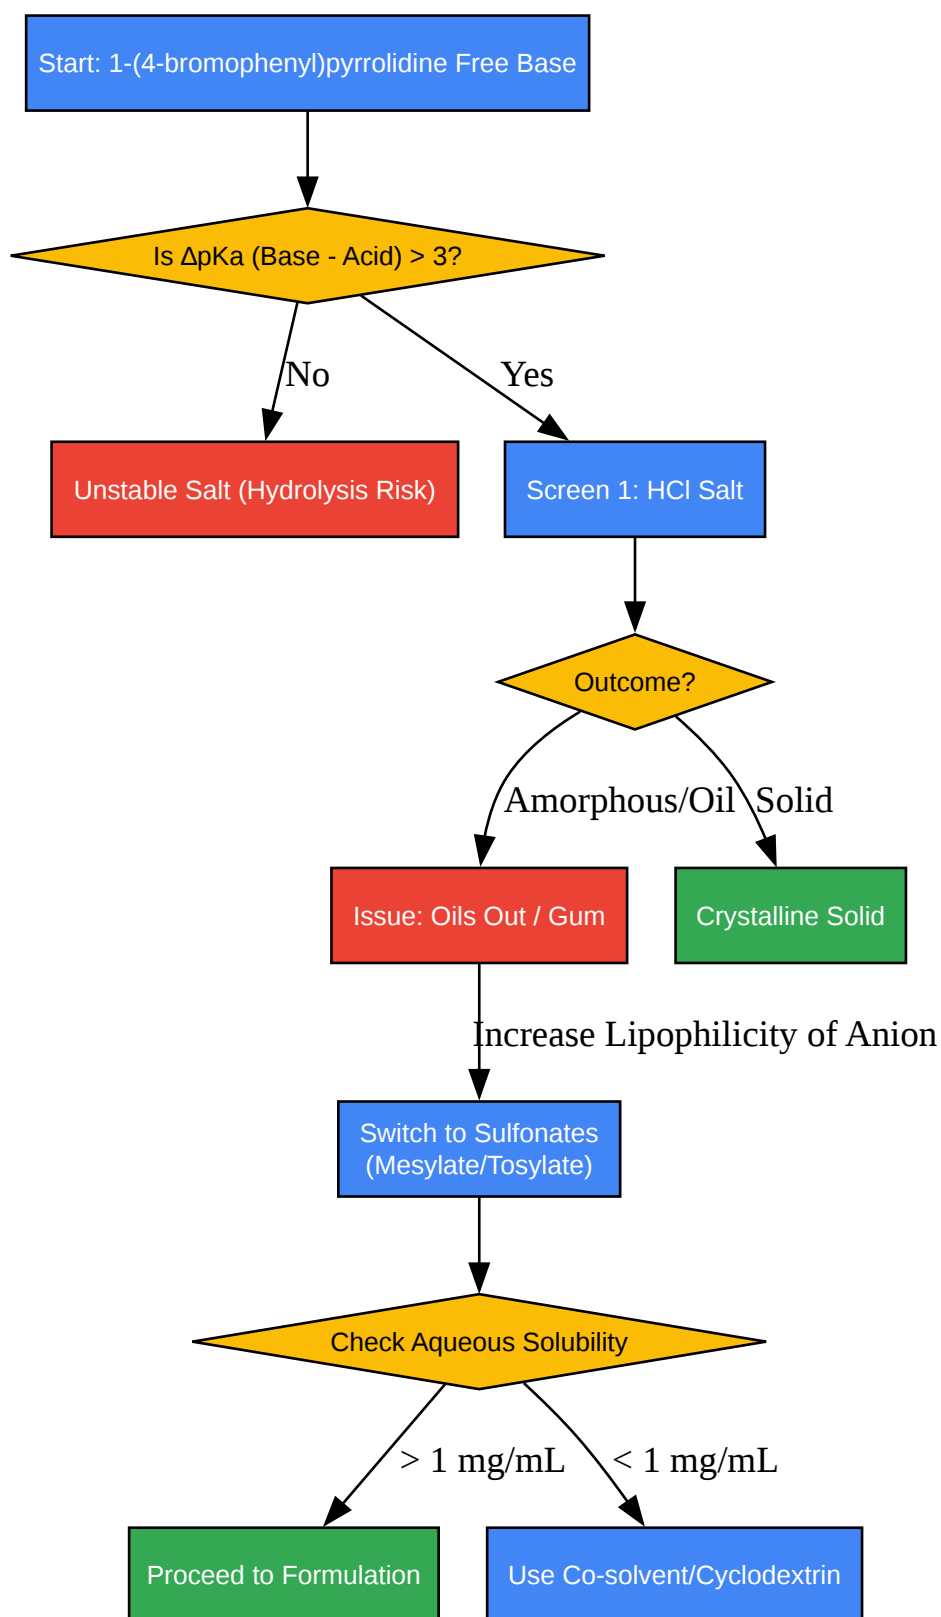 Start: 1-(4-bromophenyl)pyrrolidine Free Base
Is ΔpKa (Base - Acid) > 3?
No
Yes
Unstable Salt (Hydrolysis Risk)
Screen 1: HCl Salt
Outcome?
Amorphous/Oil
Solid
Issue: Oils Out / Gum
Crystalline Solid
Increase Lipophilicity of Anion
Switch to Sulfonates
(Mesylate/Tosylate)
Check Aqueous Solubility
> 1 mg/mL
< 1 mg/mL
Proceed to Formulation
Use Co-solvent/Cyclodextrin